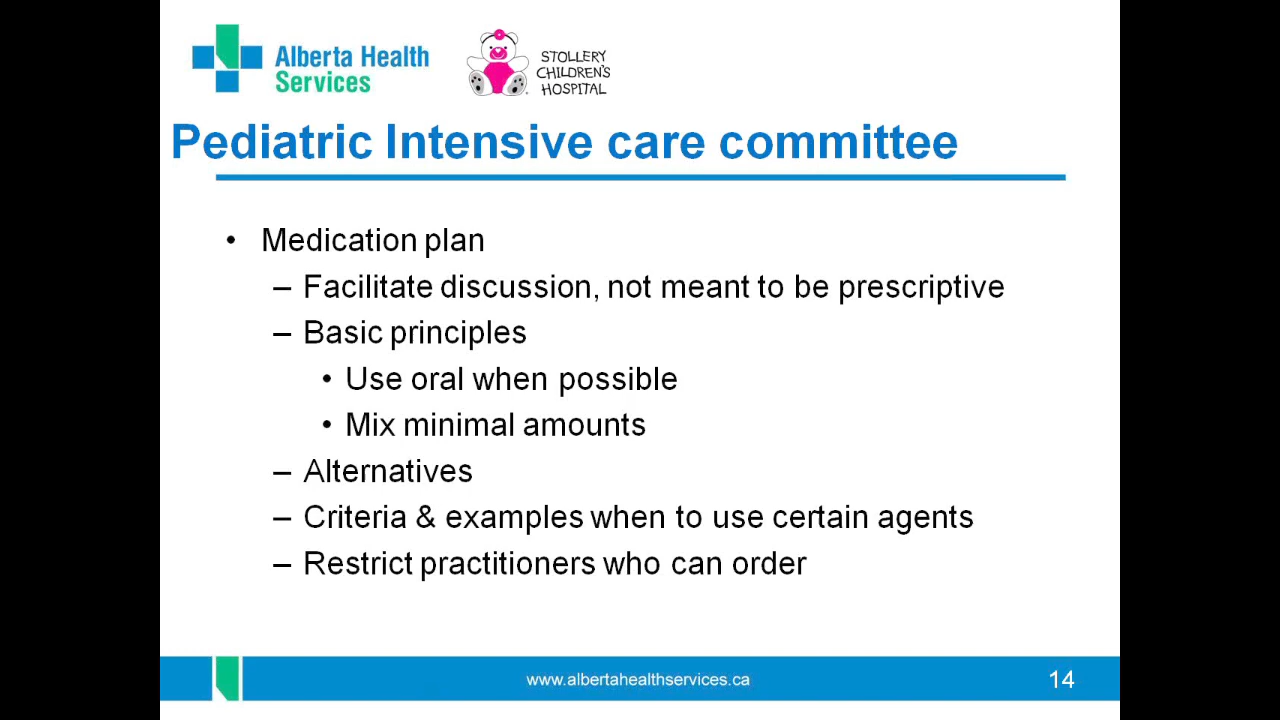 Alberta Health
Services
STOLLERY
CHILDREN'S
HOSPITAL
Pediatric Intensive care committee
• Medication plan
– Facilitate discussion, not meant to be prescriptive
– Basic principles
• Use oral when possible
• Mix minimal amounts
– Alternatives
– Criteria & examples when to use certain agents
– Restrict practitioners who can order
www.albertahealthservices.ca
14